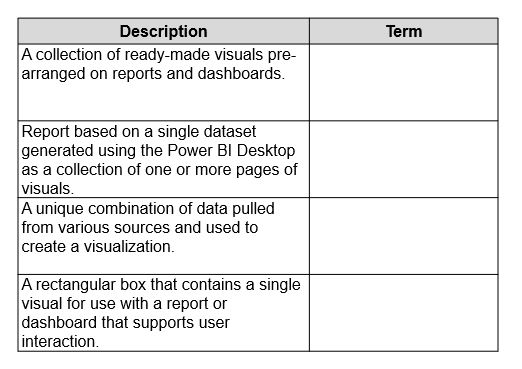 Description Term
A collection of ready-made visuals pre-
arranged on reports and dashboards.
Report based on a single dataset
generated using the Power BI Desktop
as a collection of one or more pages of
visuals.
A unique combination of data pulled
from various sources and used to
create a visualization.
A rectangular box that contains a single
visual for use with a report or
dashboard that supports user
interaction.